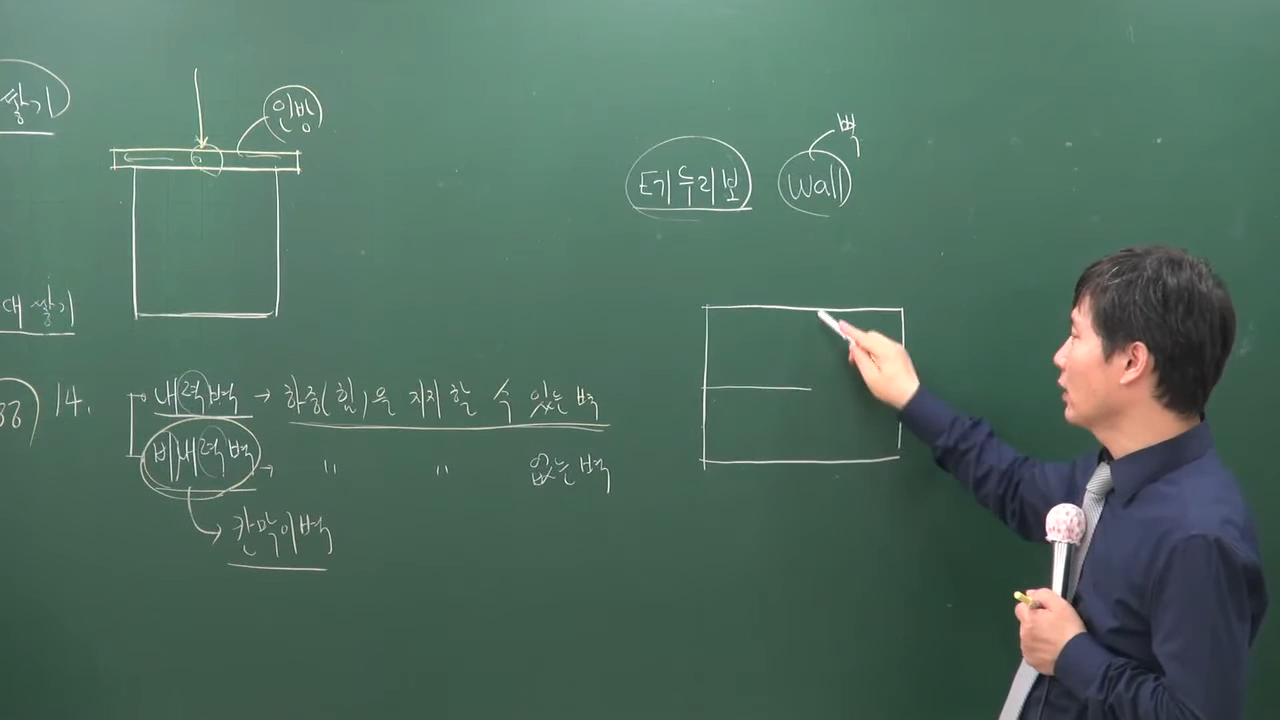 쌓기
인방
테두리보
벽
Wall
대 쌓기
14.
내력벽 → 하중(힘)을 지지할 수 있는 벽
비내력벽 → " " 없는 벽
칸막이벽